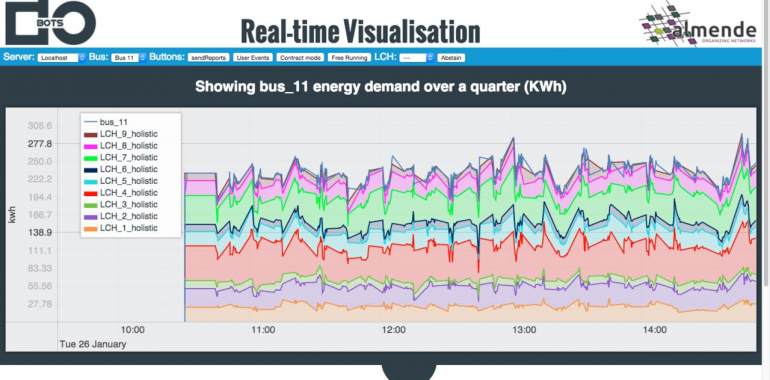 DO
BOTS
Real-time Visualisation
almende
ORGANIZING NETWORKS
Server: Localhost Bus: Bus 11 Buttons: sendReports User Events Contract mode Free Running LCH: --- Abstain
Showing bus_11 energy demand over a quarter (KWh)
bus_11
LCH_9_holistic
LCH_8_holistic
LCH_7_holistic
LCH_6_holistic
LCH_5_holistic
LCH_4_holistic
LCH_3_holistic
LCH_2_holistic
LCH_1_holistic
kwh
305.6
277.8
250.0
222.2
194.4
166.7
138.9
111.1
83.33
55.56
27.78
10:00 11:00 12:00 13:00 14:00
Tue 26 January